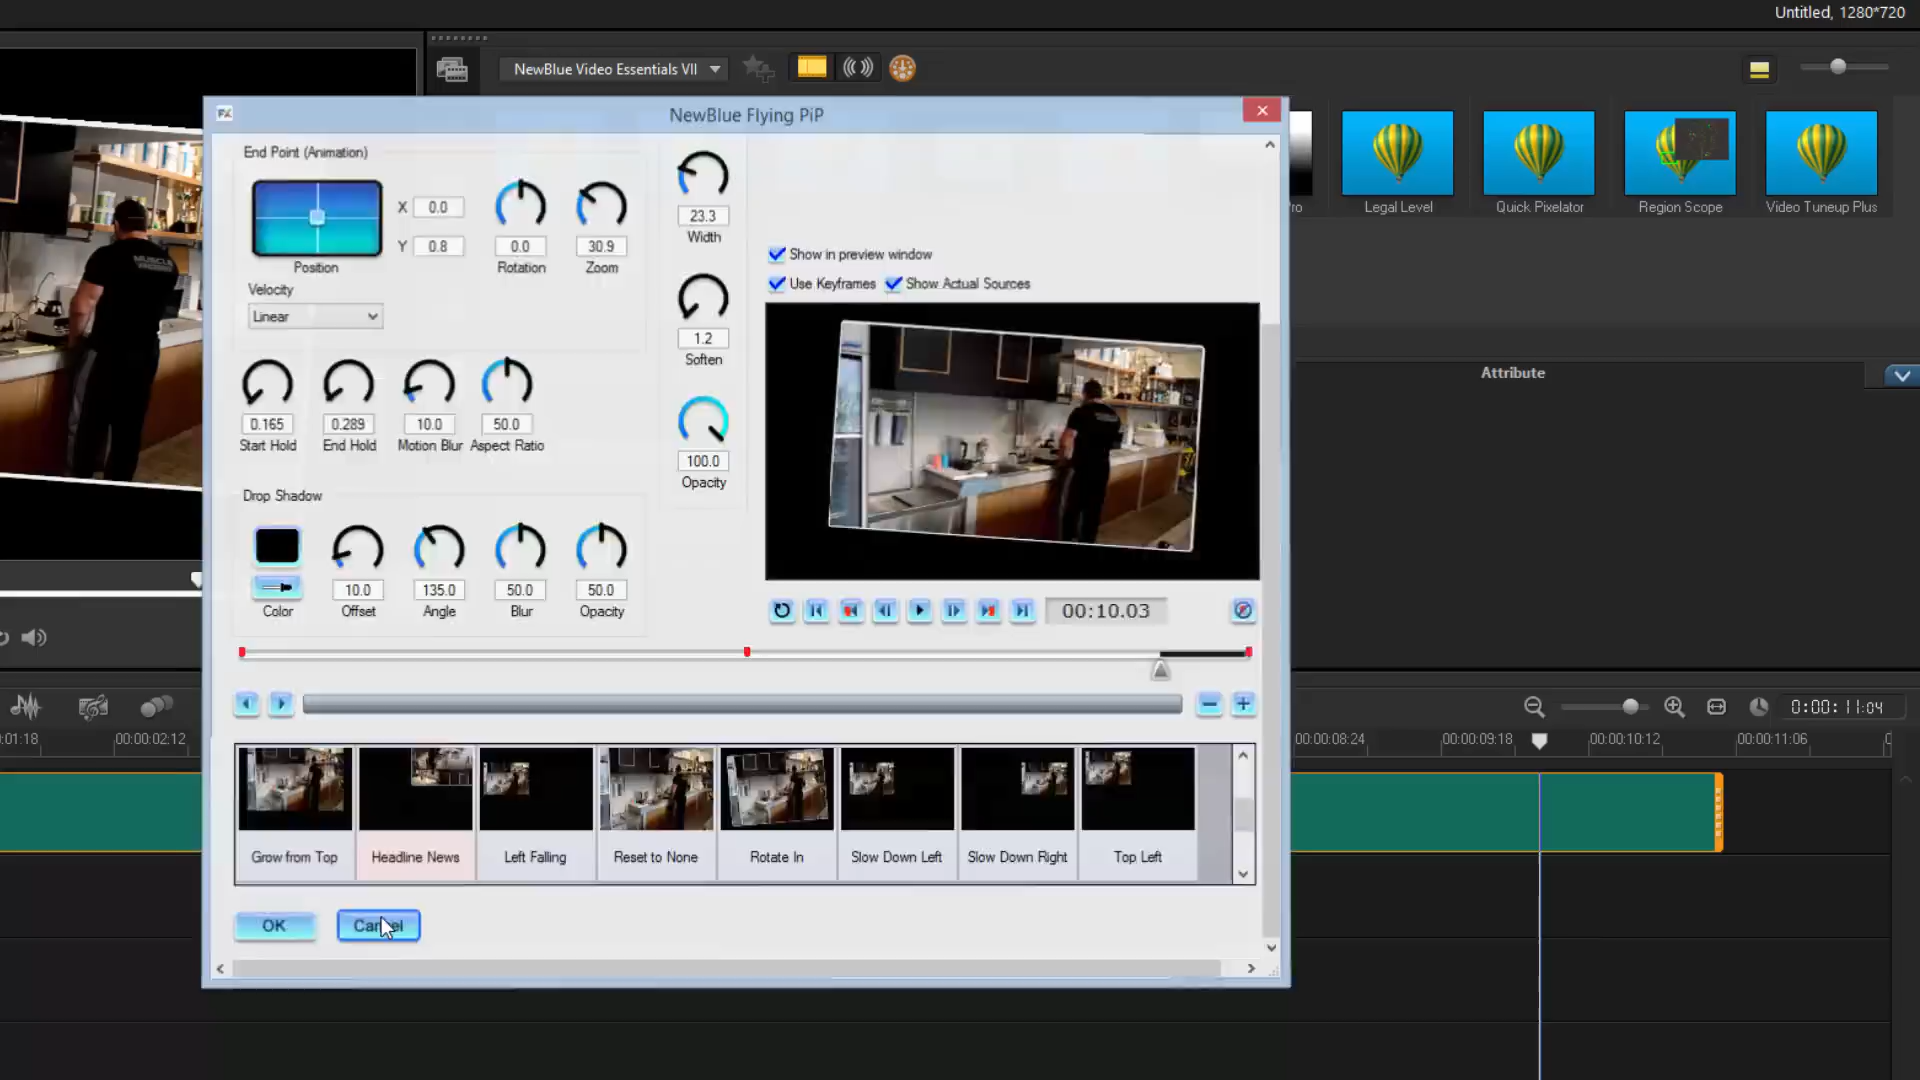 Untitled, 1280*720
NewBlue Video Essentials VII
FX
NewBlue Flying PiP
End Point (Animation)
X 0.0
Y 0.8
Position
0.0
Rotation
30.9
Zoom
Velocity
Linear
23.3
Width
1.2
Soften
100.0
Opacity
0.165
Start Hold
0.289
End Hold
10.0
Motion Blur
50.0
Aspect Ratio
Drop Shadow
Color
10.0
Offset
135.0
Angle
50.0
Blur
50.0
Opacity
Show in preview window
Use Keyframes Show Actual Sources
00:10.03
Grow from Top
Headline News
Left Falling
Reset to None
Rotate In
Slow Down Left
Slow Down Right
Top Left
OK
Legal Level
Quick Pixelator
Region Scope
Video Tuneup Plus
Attribute
0:00:11:04
:01:18
00:00:02:12
00:00:08:24
00:00:09:18
00:00:10:12
00:00:11:06